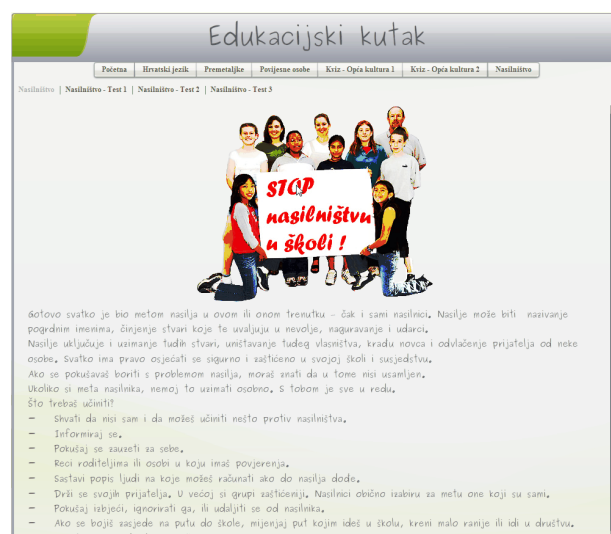 Edukacijski kutak
Početna Hrvatski jezik Premetaljke Povijesne osobe Kviz - Opća kultura 1 Kviz - Opća kultura 2 Nasilništvo
Nasilništvo | Nasilništvo - Test 1 | Nasilništvo - Test 2 | Nasilništvo - Test 3
STOP
nasilništvu
u školi !
Gotovo svatko je bio metom nasilja u ovom ili onom trenutku - čak i sami nasilnici. Nasilje može biti nazivanje
pogrdnim imenima, činjenje stvari koje te uvaljuju u nevolje, naguravanje i udarci.
Nasilje uključuje i uzimanje tuđih stvari, uništavanje tuđeg vlasništva, krađu novca i odvlačenje prijatelja od neke
osobe. Svatko ima pravo osjećati se sigurno i zaštićeno u svojoj školi i susjedstvu.
Ako se pokušavaš boriti s problemom nasilja, moraš znati da u tome nisi usamljen.
Ukoliko si meta nasilnika, nemoj to uzimati osobno. S tobom je sve u redu.
Što trebaš učiniti?
– Shvati da nisi sam i da možeš učiniti nešto protiv nasilništva.
– Informiraj se.
– Pokušaj se zauzeti za sebe.
– Reci roditeljima ili osobi u koju imaš povjerenja.
– Sastavi popis ljudi na koje možeš računati ako do nasilja dođe.
– Drži se svojih prijatelja. U većoj si grupi zaštićeniji. Nasilnici obično izabiru za metu one koji su sami.
– Pokušaj izbjeći, ignorirati ga, ili udaljiti se od nasilnika.
– Ako se bojiš zasjede na putu do škole, mijenjaj put kojim ideš u školu, kreni malo ranije ili idi u društvu.